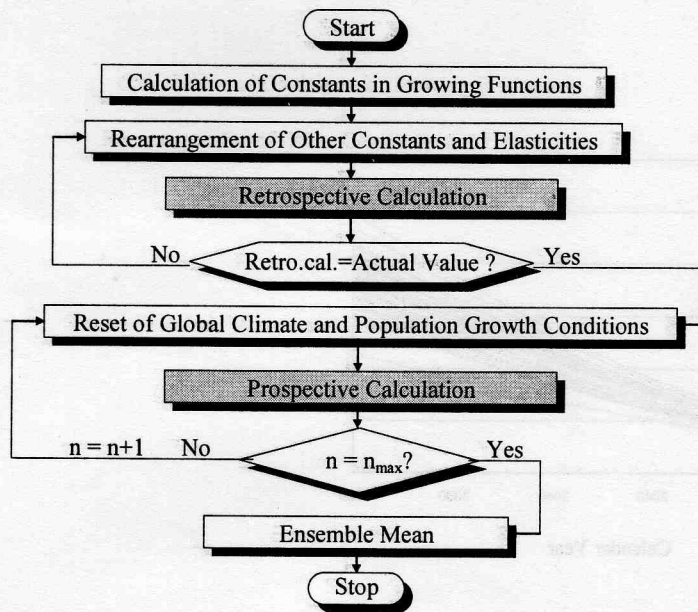 Start
Calculation of Constants in Growing Functions
Rearrangement of Other Constants and Elasticities
Retrospective Calculation
No
Retro.cal.=Actual Value ?
Yes
Reset of Global Climate and Population Growth Conditions
Prospective Calculation
n = n+1
No
n = nmax?
Yes
Ensemble Mean
Calendar Year
Stop